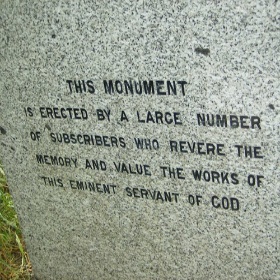 THIS MONUMENT
IS ERECTED BY A LARGE NUMBER
OF SUBSCRIBERS WHO REVERE THE
MEMORY AND VALUE THE WORKS OF
THIS EMINENT SERVANT OF GOD.